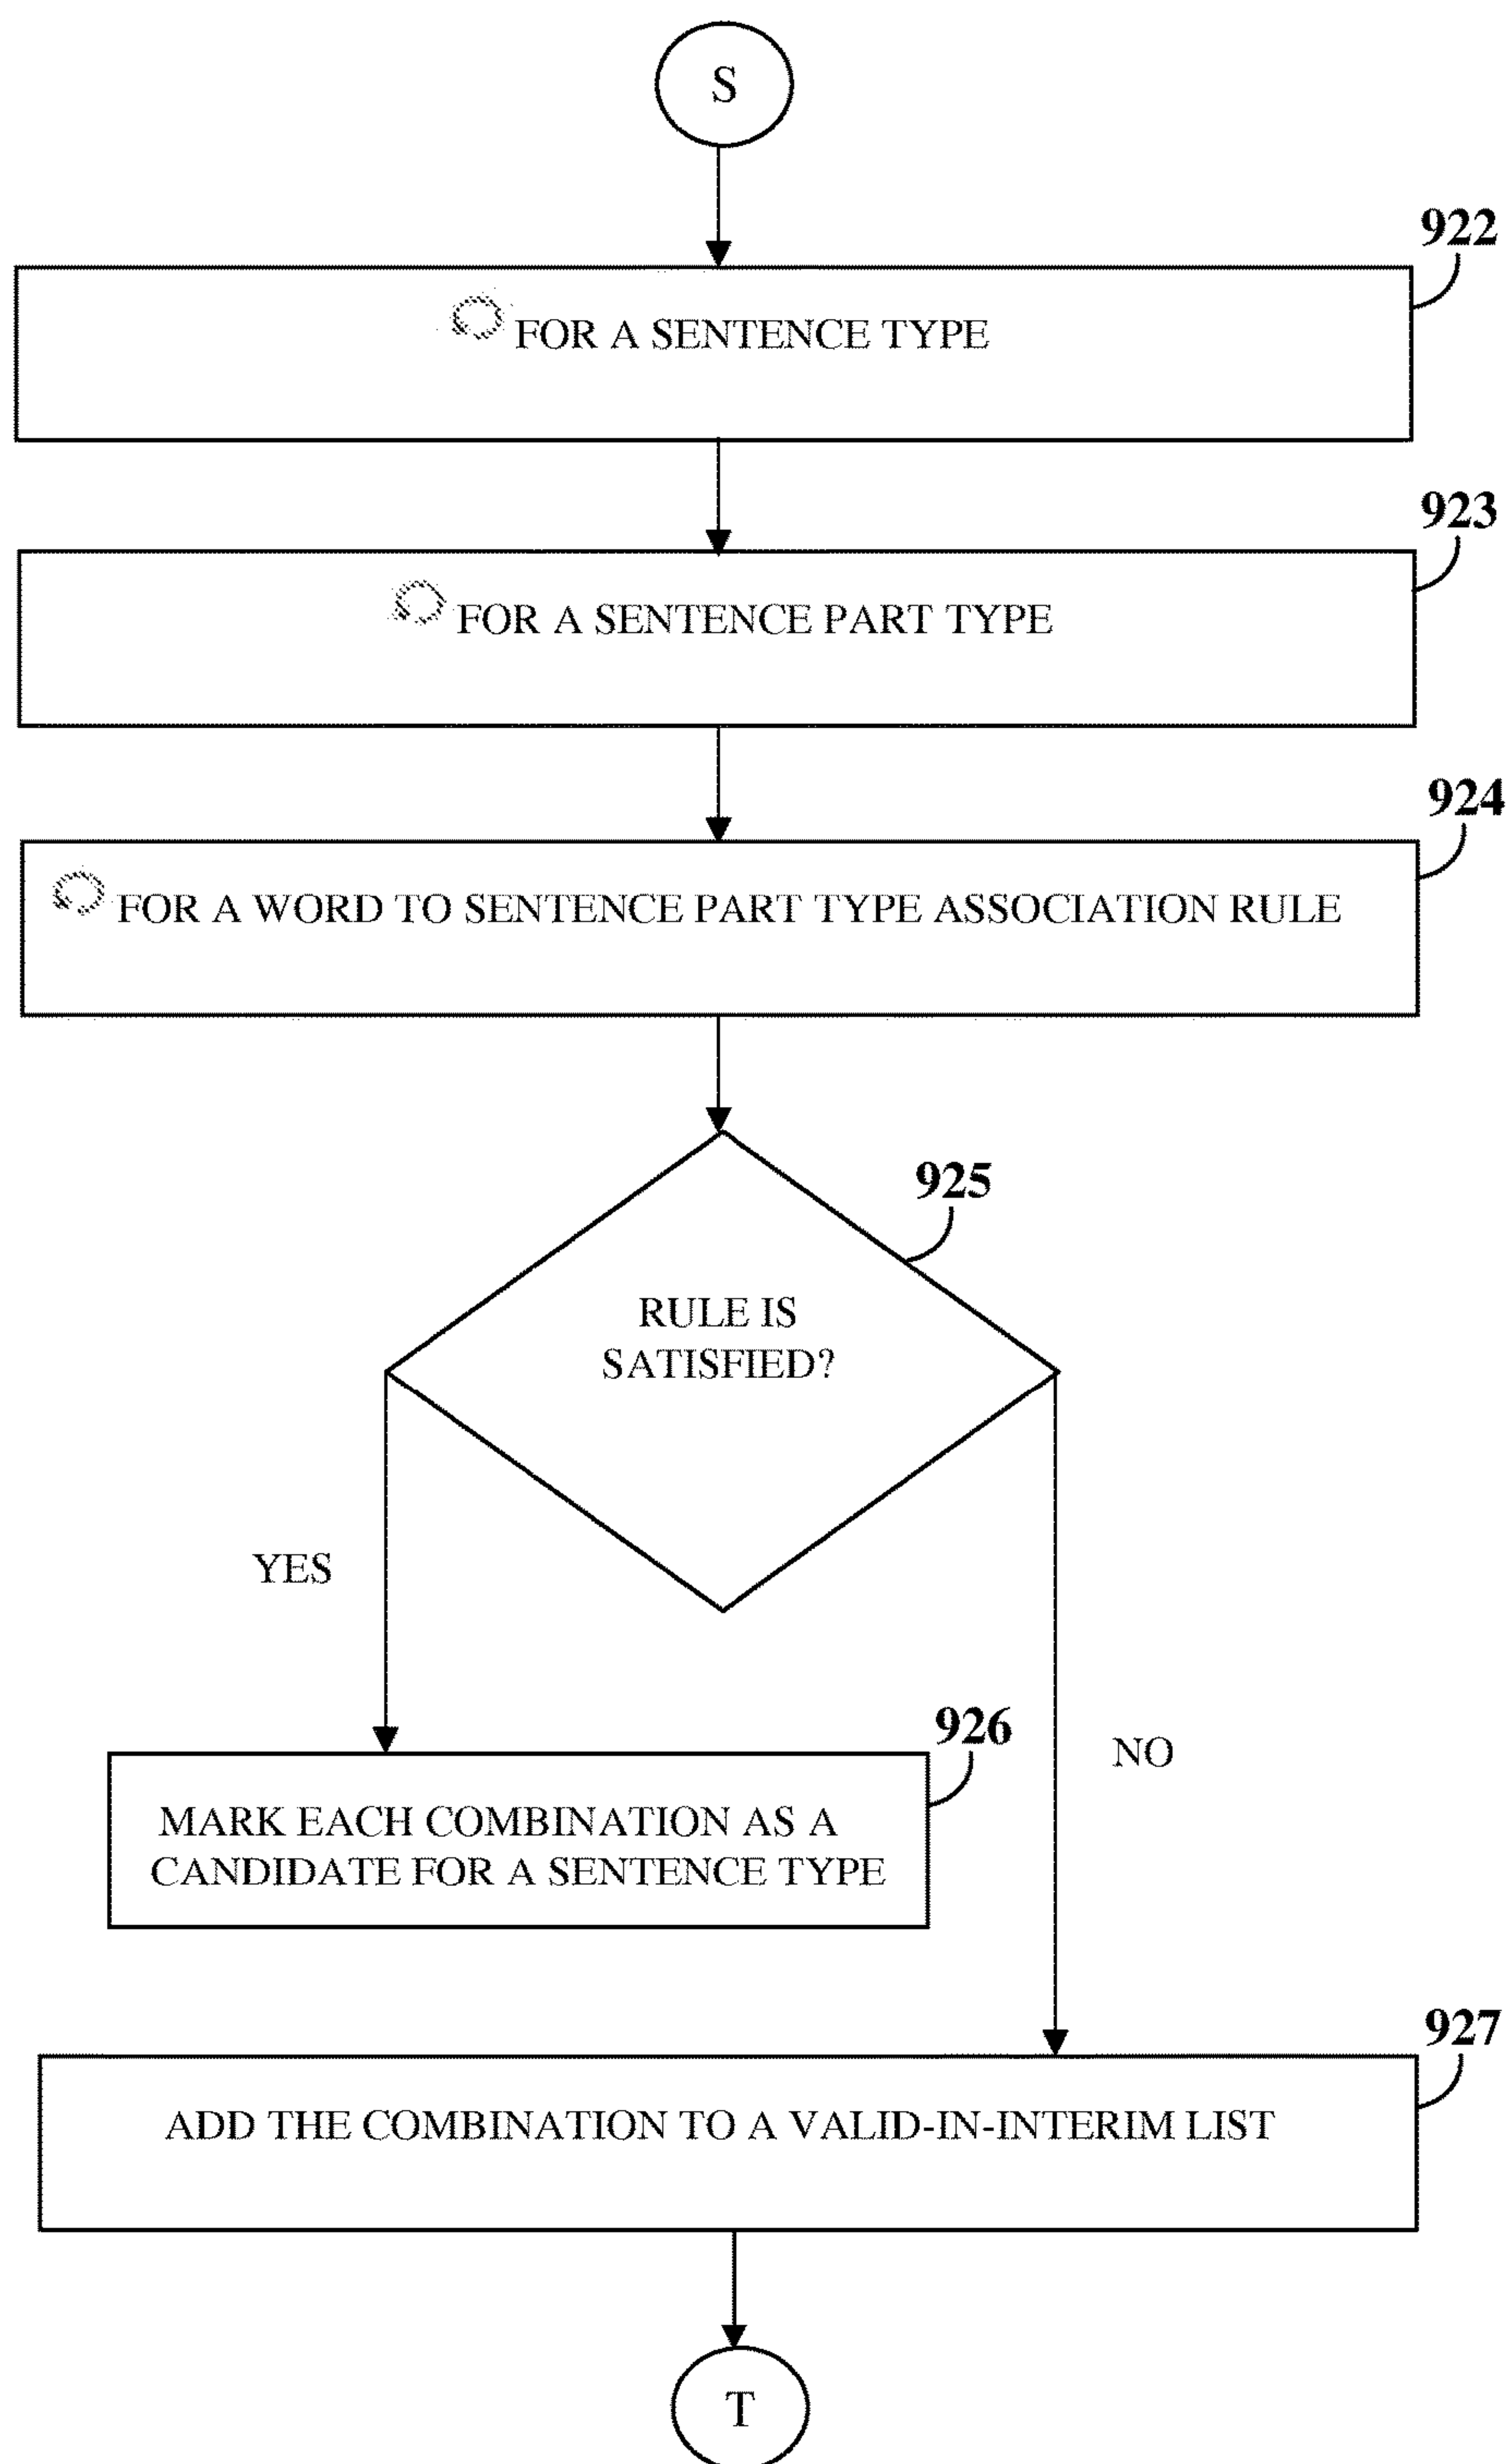 S
922
FOR A SENTENCE TYPE
923
FOR A SENTENCE PART TYPE
924
FOR A WORD TO SENTENCE PART TYPE ASSOCIATION RULE
925
RULE IS
SATISFIED?
YES
926
NO
MARK EACH COMBINATION AS A
CANDIDATE FOR A SENTENCE TYPE
927
ADD THE COMBINATION TO A VALID-IN-INTERIM LIST
T